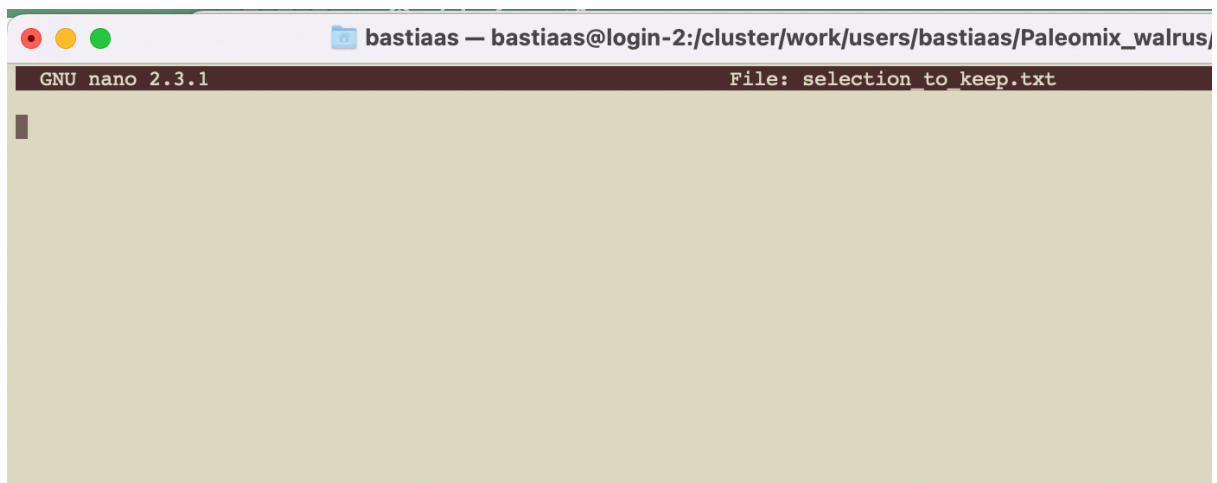 bastiaas — bastiaas@login-2:/cluster/work/users/bastiaas/Paleomix_walrus/
GNU nano 2.3.1 File: selection_to_keep.txt